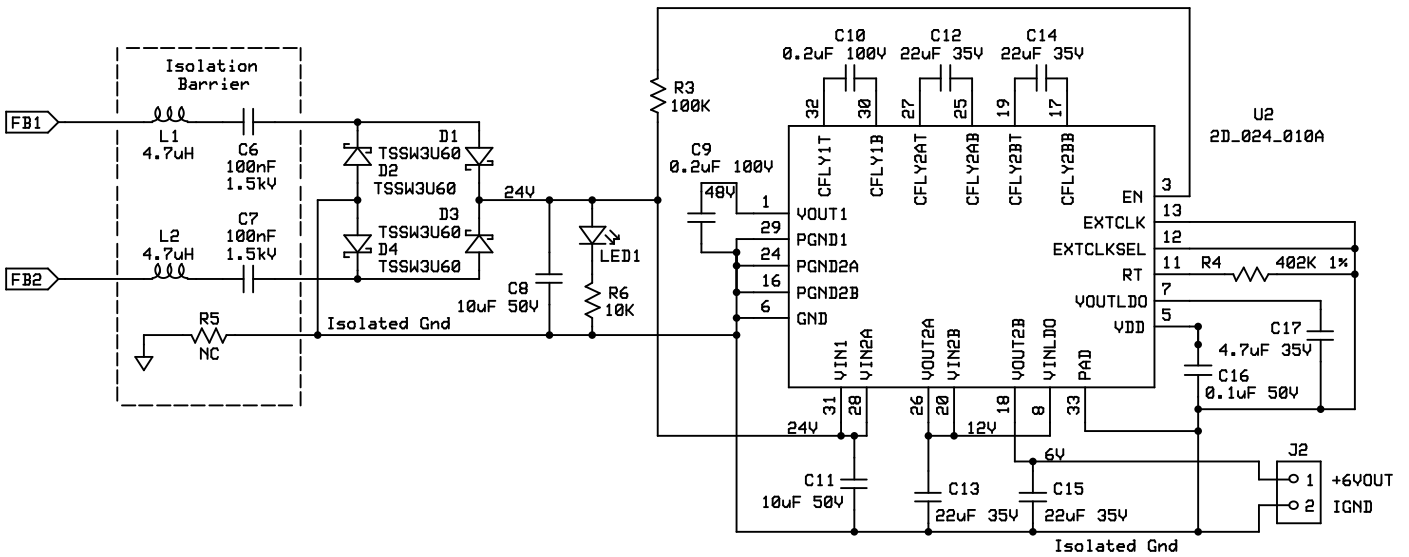 Isolation
Barrier
FB1
L1
4.7uH
C6
100nF
1.5kV
D1
TSSW3U60
D2
TSSW3U60
L2
4.7uH
C7
100nF
1.5kV
D3
TSSW3U60
D4
TSSW3U60
FB2
R5
NC
Isolated Gnd
24V
C8
10uF 50V
LED1
R6
10K
R3
100K
C9
0.2uF 100V
48V
C10
0.2uF 100V
C12
22uF 35V
C14
22uF 35V
32
30
27
25
19
17
CFLY1T
CFLY1B
CFLY2AT
CFLY2AB
CFLY2BT
CFLY2BB
U2
2D_024_010A
1 VOUT1
29 PGND1
24 PGND2A
16 PGND2B
6 GND
EN 3
EXTCLK 13
EXTCLKSEL 12
RT 11
R4 402K 1%
VOUTLDO 7
VDD 5
C17
4.7uF 35V
C16
0.1uF 50V
VIN1
VIN2A
VOUT2A
VIN2B
VOUT2B
VINLDO
PAD
31
28
26
20
18
8
33
24V
12V
6V
C11
10uF 50V
C13
22uF 35V
C15
22uF 35V
J2
1 +6VOUT
2 IGND
Isolated Gnd